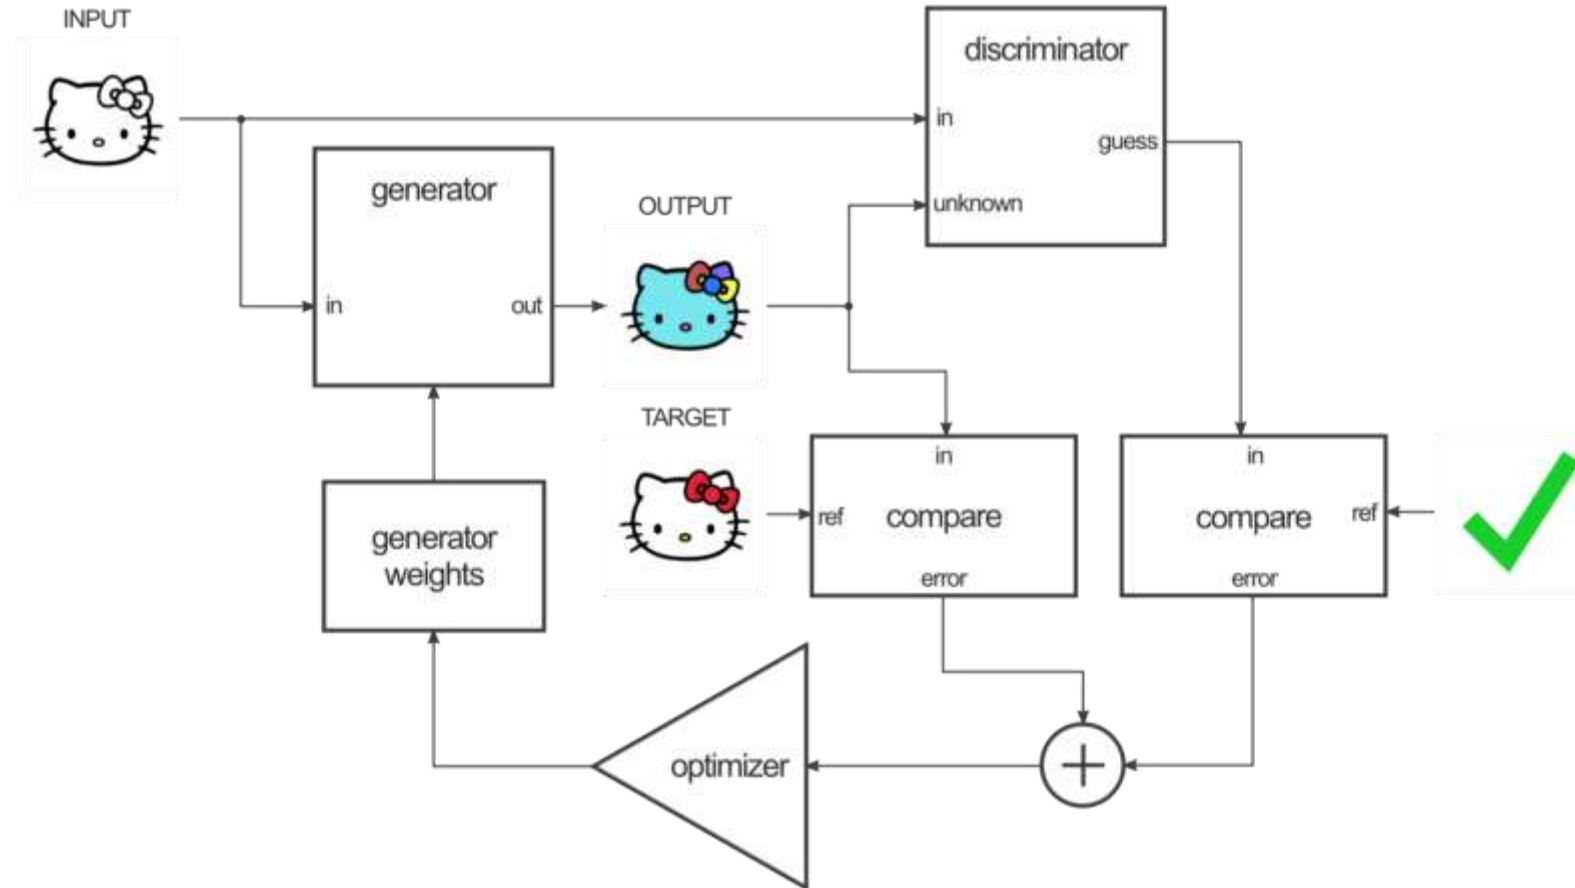 INPUT
discriminator
in
guess
unknown
generator
in
out
OUTPUT
TARGET
in
ref
compare
error
in
compare
ref
error
generator
weights
optimizer
+